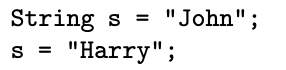 String s = "John";
s = "Harry";